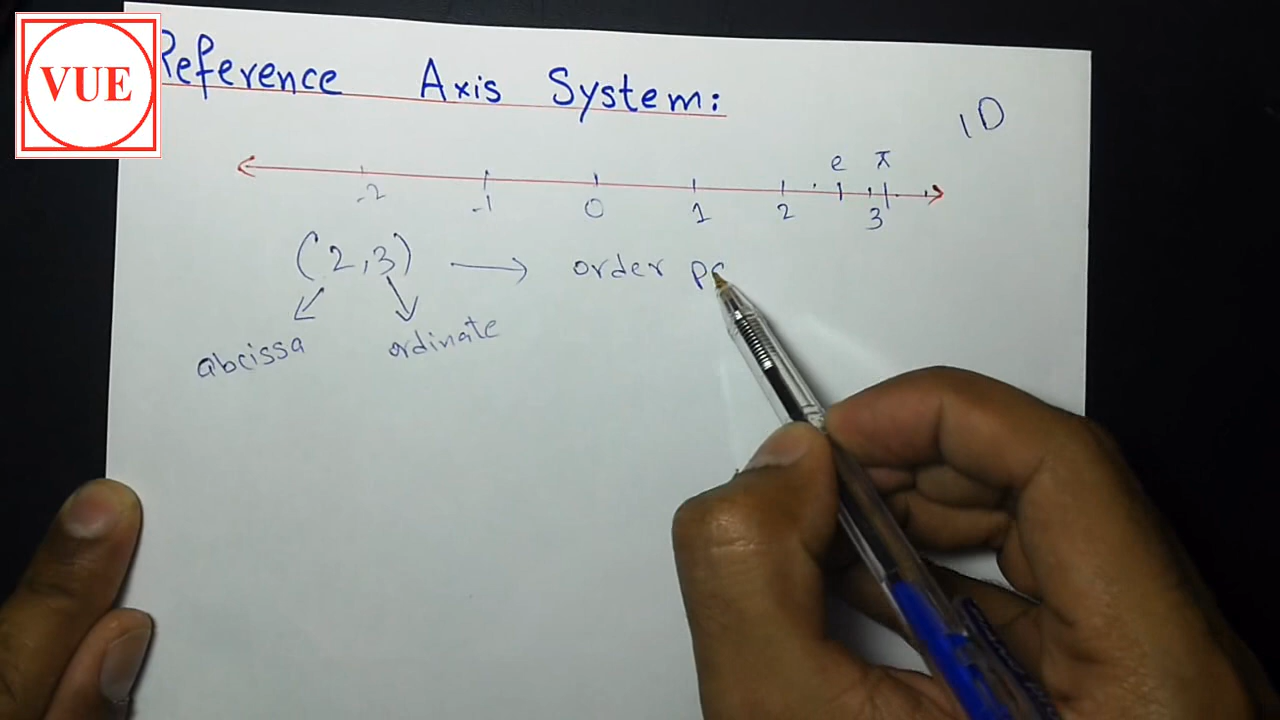 VUE
Reference Axis System:
1D
e π
-2 -1 0 1 2 3
(2,3) → order
abcissa ordinate